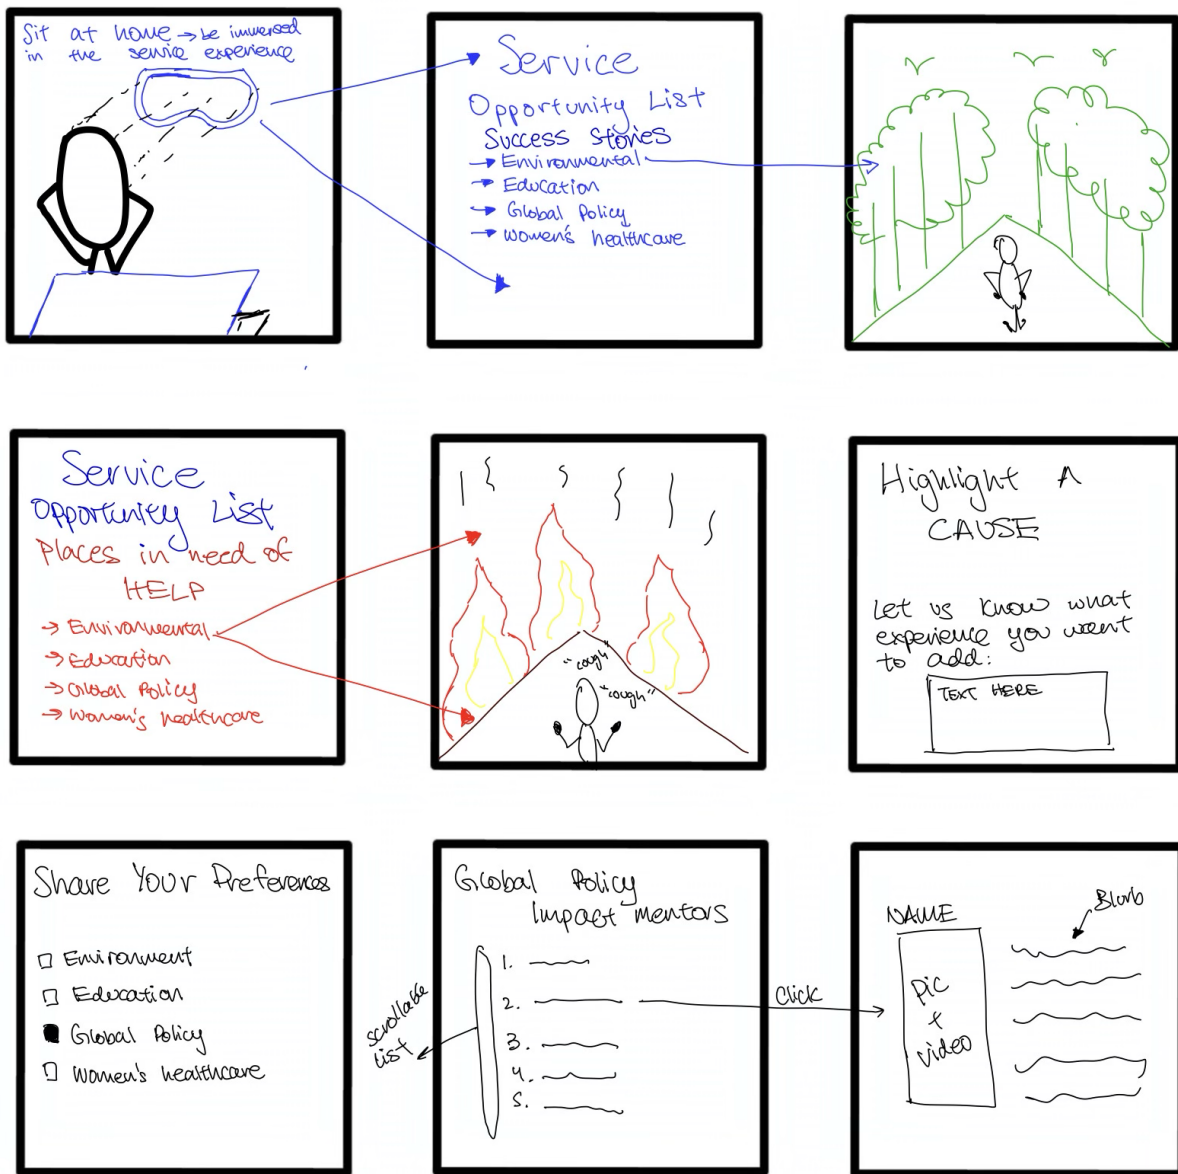 Sit at home → be immersed
in the service experience
Service
Opportunity List
Success Stories
→ Environmental
→ Education
→ Global Policy
→ Women's healthcare
Service
Opportunity List
Places in need of
HELP
→ Environmental
→ Education
→ Global Policy
→ Women's healthcare
"cough"
"cough"
Highlight A
CAUSE
Let us know what
experience you want
to add:
TEXT HERE
Share Your Preferences
Environment
Education
Global Policy
Women's healthcare
scrollable
list
Global Policy
Impact mentors
1.
2.
3.
4.
5.
Click
NAME
Blurb
Pic
+
video